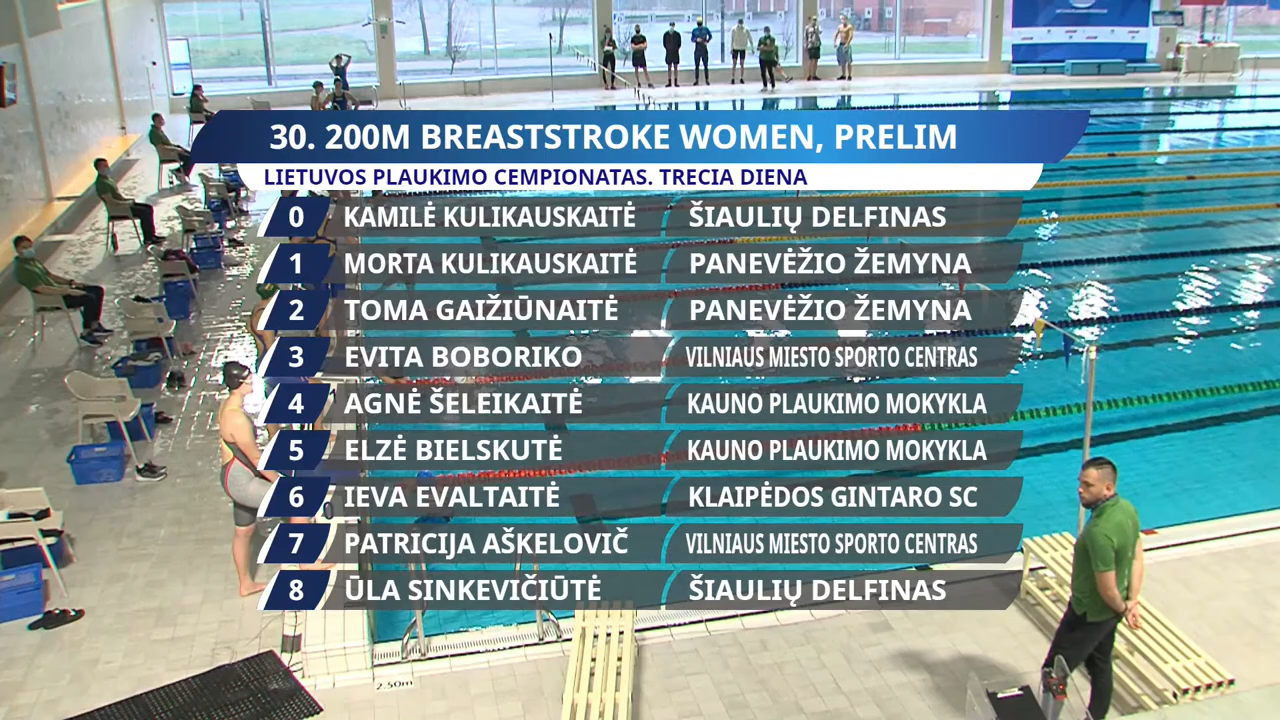 30. 200M BREASTSTROKE WOMEN, PRELIM
LIETUVOS PLAUKIMO CEMPIONATAS. TRECIA DIENA
0 KAMILĖ KULIKAUSKAITĖ ŠIAULIŲ DELFINAS
1 MORTA KULIKAUSKAITĖ PANEVĖŽIO ŽEMYNA
2 TOMA GAIŽIŪNAITĖ PANEVĖŽIO ŽEMYNA
3 EVITA BOBORIKO VILNIAUS MIESTO SPORTO CENTRAS
4 AGNĖ ŠELEIKAITĖ KAUNO PLAUKIMO MOKYKLA
5 ELZĖ BIELSKUTĖ KAUNO PLAUKIMO MOKYKLA
6 IEVA EVALTAITĖ KLAIPĖDOS GINTARO SC
7 PATRICIJA AŠKELOVIČ VILNIAUS MIESTO SPORTO CENTRAS
8 ŪLA SINKEVIČIŪTĖ ŠIAULIŲ DELFINAS
2.50m